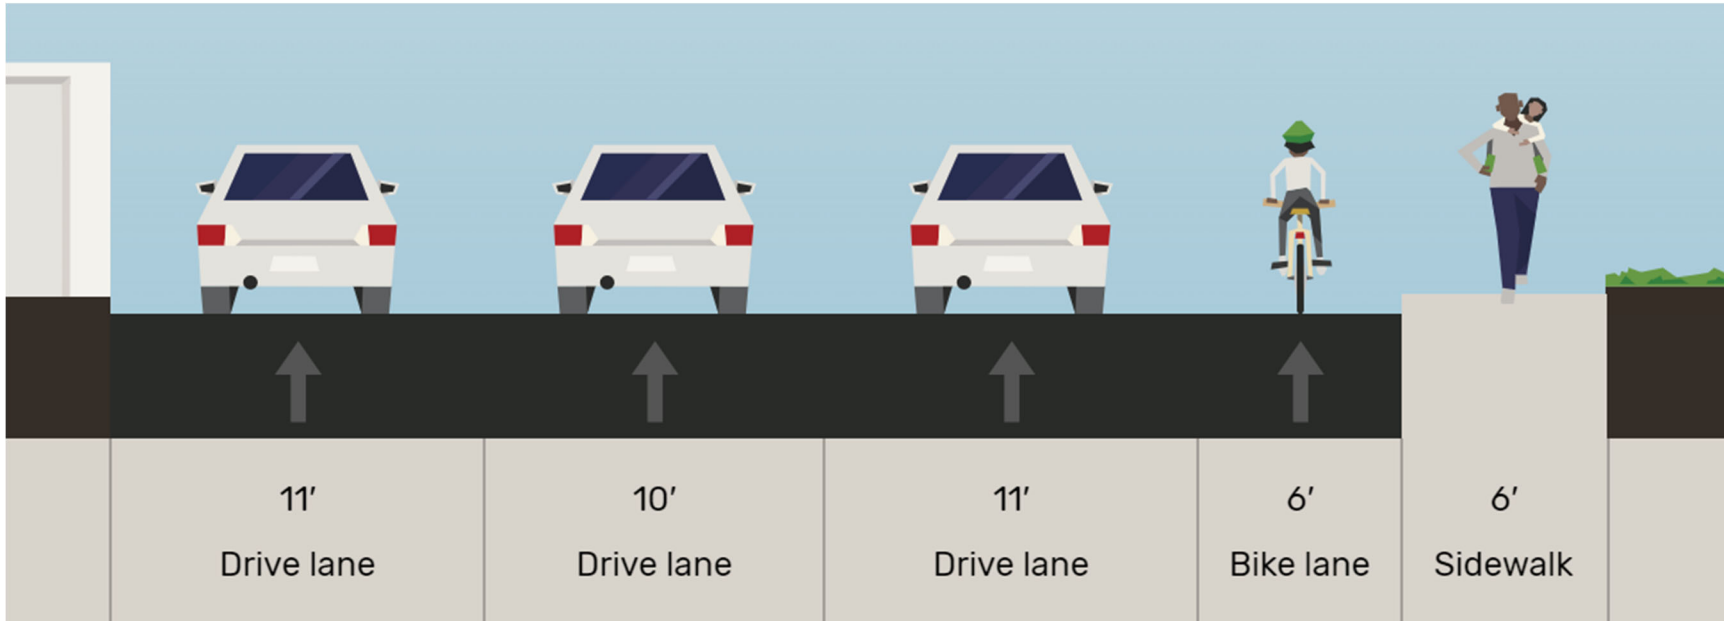 11′
Drive lane
10′
Drive lane
11′
Drive lane
6′
Bike lane
6′
Sidewalk